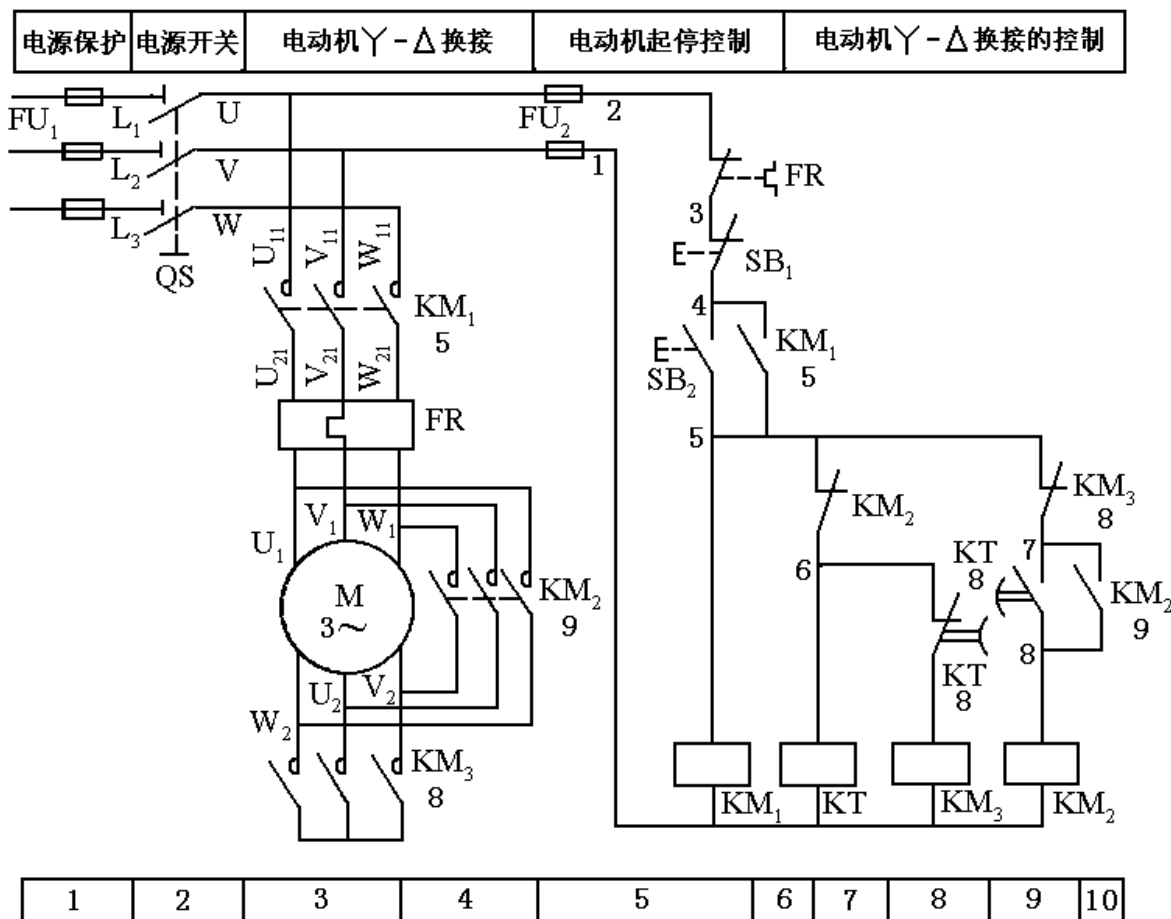 电源保护 电源开关 电动机Y-Δ换接 电动机起停控制 电动机Y-Δ换接的控制
FU₁ L₁ U FU₂ 2
L₂ V 1
L₃ W
QS
FR
3
SB₁
U₁₁ V₁₁ W₁₁
KM₁
5
4
KM₁
5
SB₂
U₂₁ V₂₁ W₂₁
FR
5
KM₂
KM₃
8
U₁ V₁ W₁
6
KT
8
7
KM₂
9
M
3~
KM₂
9
8
KT
8
W₂ U₂ V₂
KM₃
8
KM₁ KT KM₃ KM₂
1 2 3 4 5 6 7 8 9 10